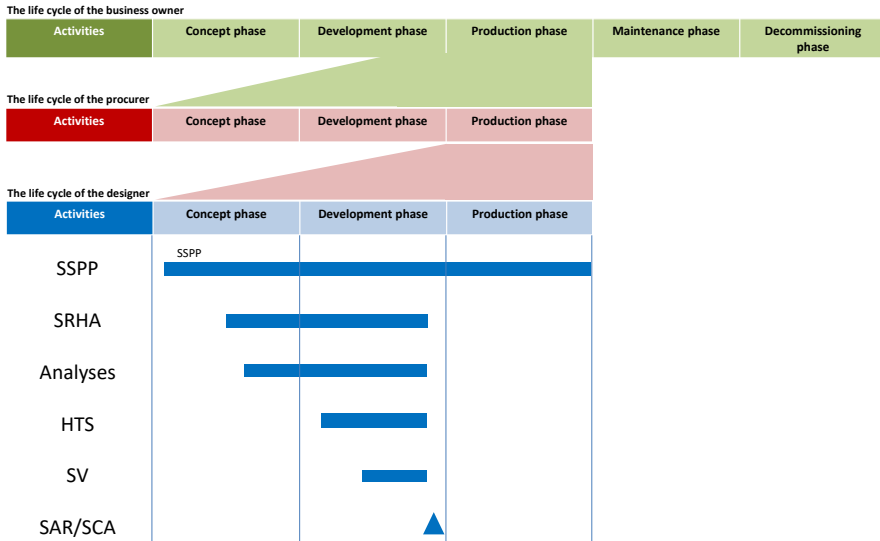 The life cycle of the business owner
Activities Concept phase Development phase Production phase Maintenance phase Decommissioning
phase
The life cycle of the procurer
Activities Concept phase Development phase Production phase
The life cycle of the designer
Activities Concept phase Development phase Production phase
SSPP
SSPP
SRHA
Analyses
HTS
SV
SAR/SCA